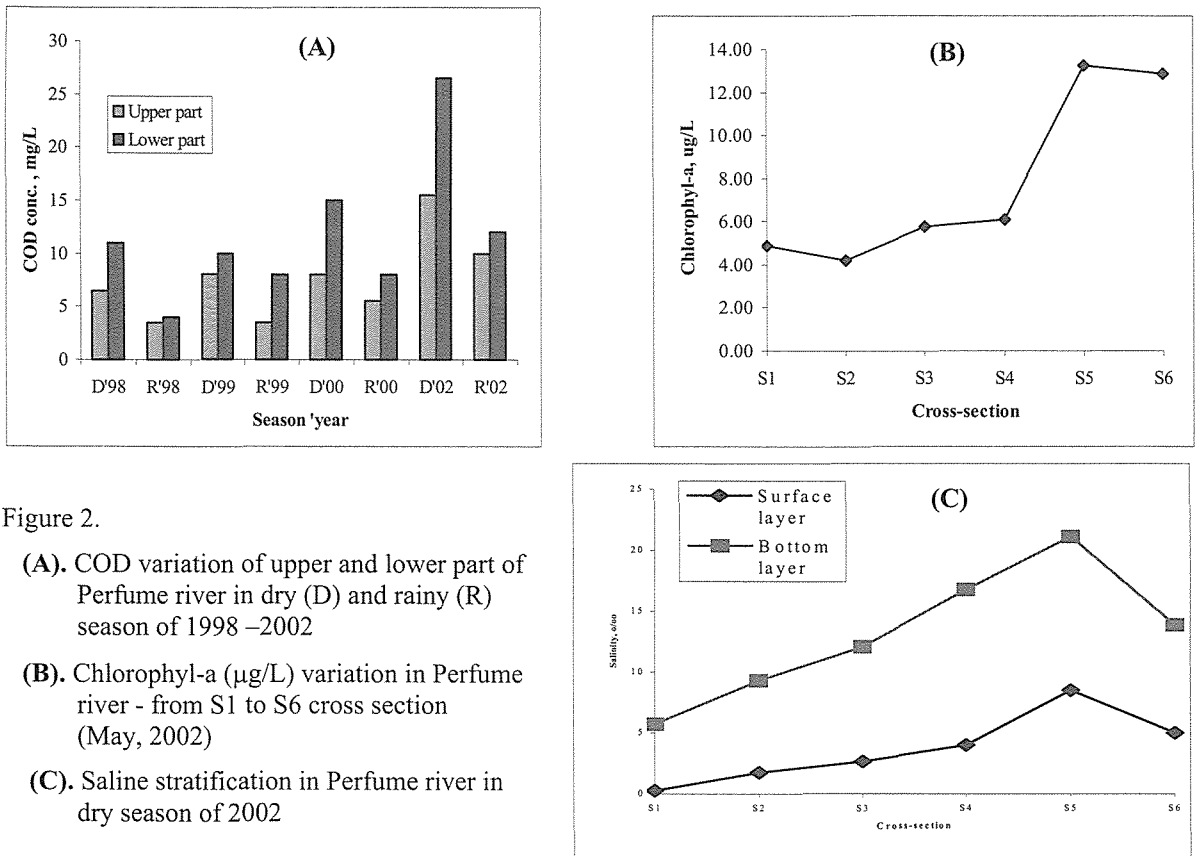 (A)
30
25
20
15
10
5
0
COD conc. , mg/L
Upper part
Lower part
D'98 R'98 D'99 R'99 D'00 R'00 D'02 R'02
Season 'year
(B)
14.00
12.00
10.00
8.00
6.00
4.00
2.00
0.00
Chlorophyl-a, ug/L
S1 S2 S3 S4 S5 S6
Cross-section
Figure 2.
(A). COD variation of upper and lower part of
Perfume river in dry (D) and rainy (R)
season of 1998 –2002
(B). Chlorophyl-a (μg/L) variation in Perfume
river - from S1 to S6 cross section
(May, 2002)
(C). Saline stratification in Perfume river in
dry season of 2002
(C)
Surface
layer
Bottom
layer
25
20
15
10
5
0
Salinity, o/oo
S1 S2 S3 S4 S5 S6
Cross-section